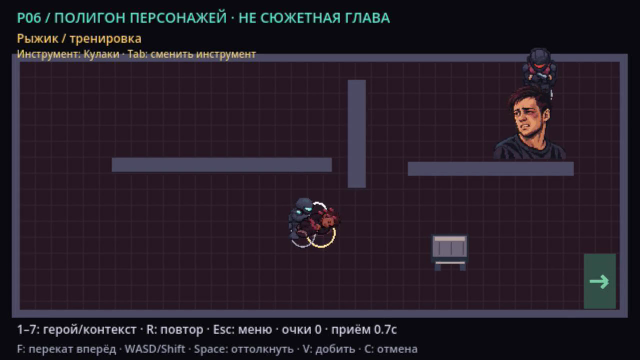 P06 / ПОЛИГОН ПЕРСОНАЖЕЙ · НЕ СЮЖЕТНАЯ ГЛАВА
Рыжик / тренировка
Инструмент: Кулаки · Tab: сменить инструмент
1–7: герой/контекст · R: повтор · Esc: меню · очки 0 · приём 0.7с
F: перекат вперёд · WASD/Shift · Space: оттолкнуть · V: добить · C: отмена